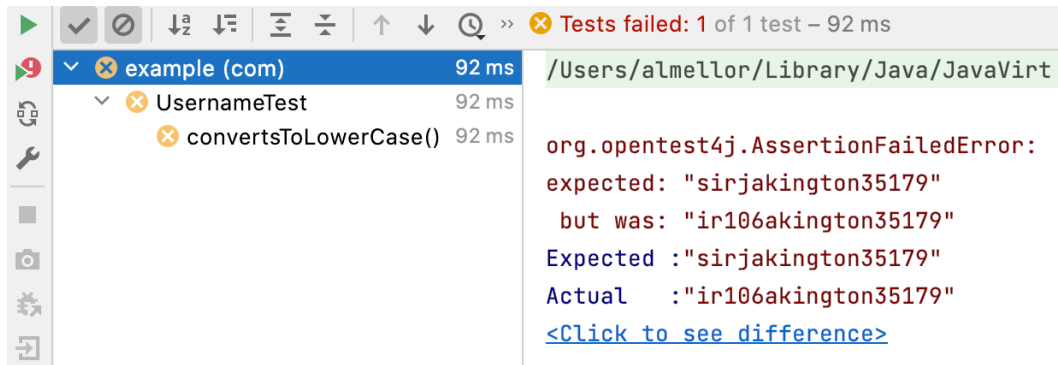 Tests failed: 1 of 1 test – 92 ms
example (com) 92 ms
UsernameTest 92 ms
convertsToLowerCase() 92 ms
/Users/almellor/Library/Java/JavaVirt
org.opentest4j.AssertionFailedError:
expected: "sirjakington35179"
but was: "ir106akington35179"
Expected :"sirjakington35179"
Actual :"ir106akington35179"
<Click to see difference>